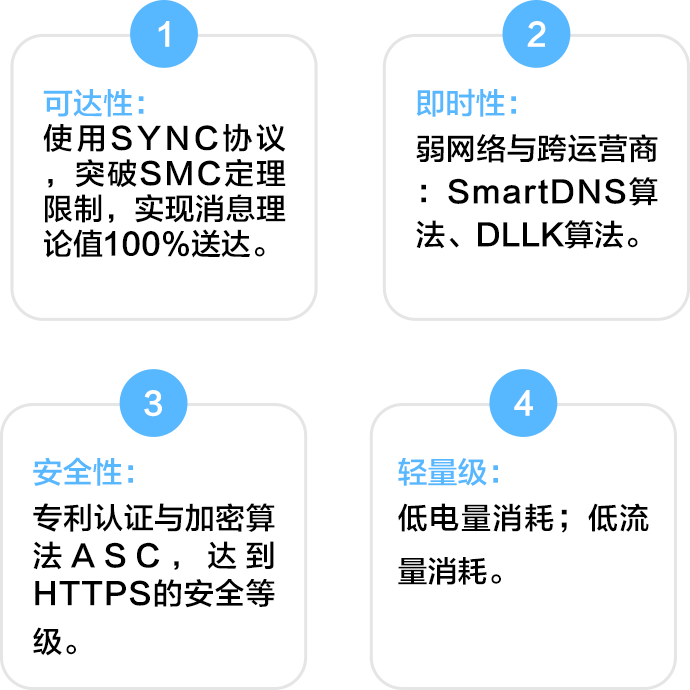 1
可达性：
使用SYNC协议
，突破SMC定理
限制，实现消息理
论值100%送达。
2
即时性：
弱网络与跨运营商
：SmartDNS算
法、DLLK算法。
3
安全性：
专利认证与加密算
法ASC，达到
HTTPS的安全等
级。
4
轻量级：
低电量消耗；低流
量消耗。